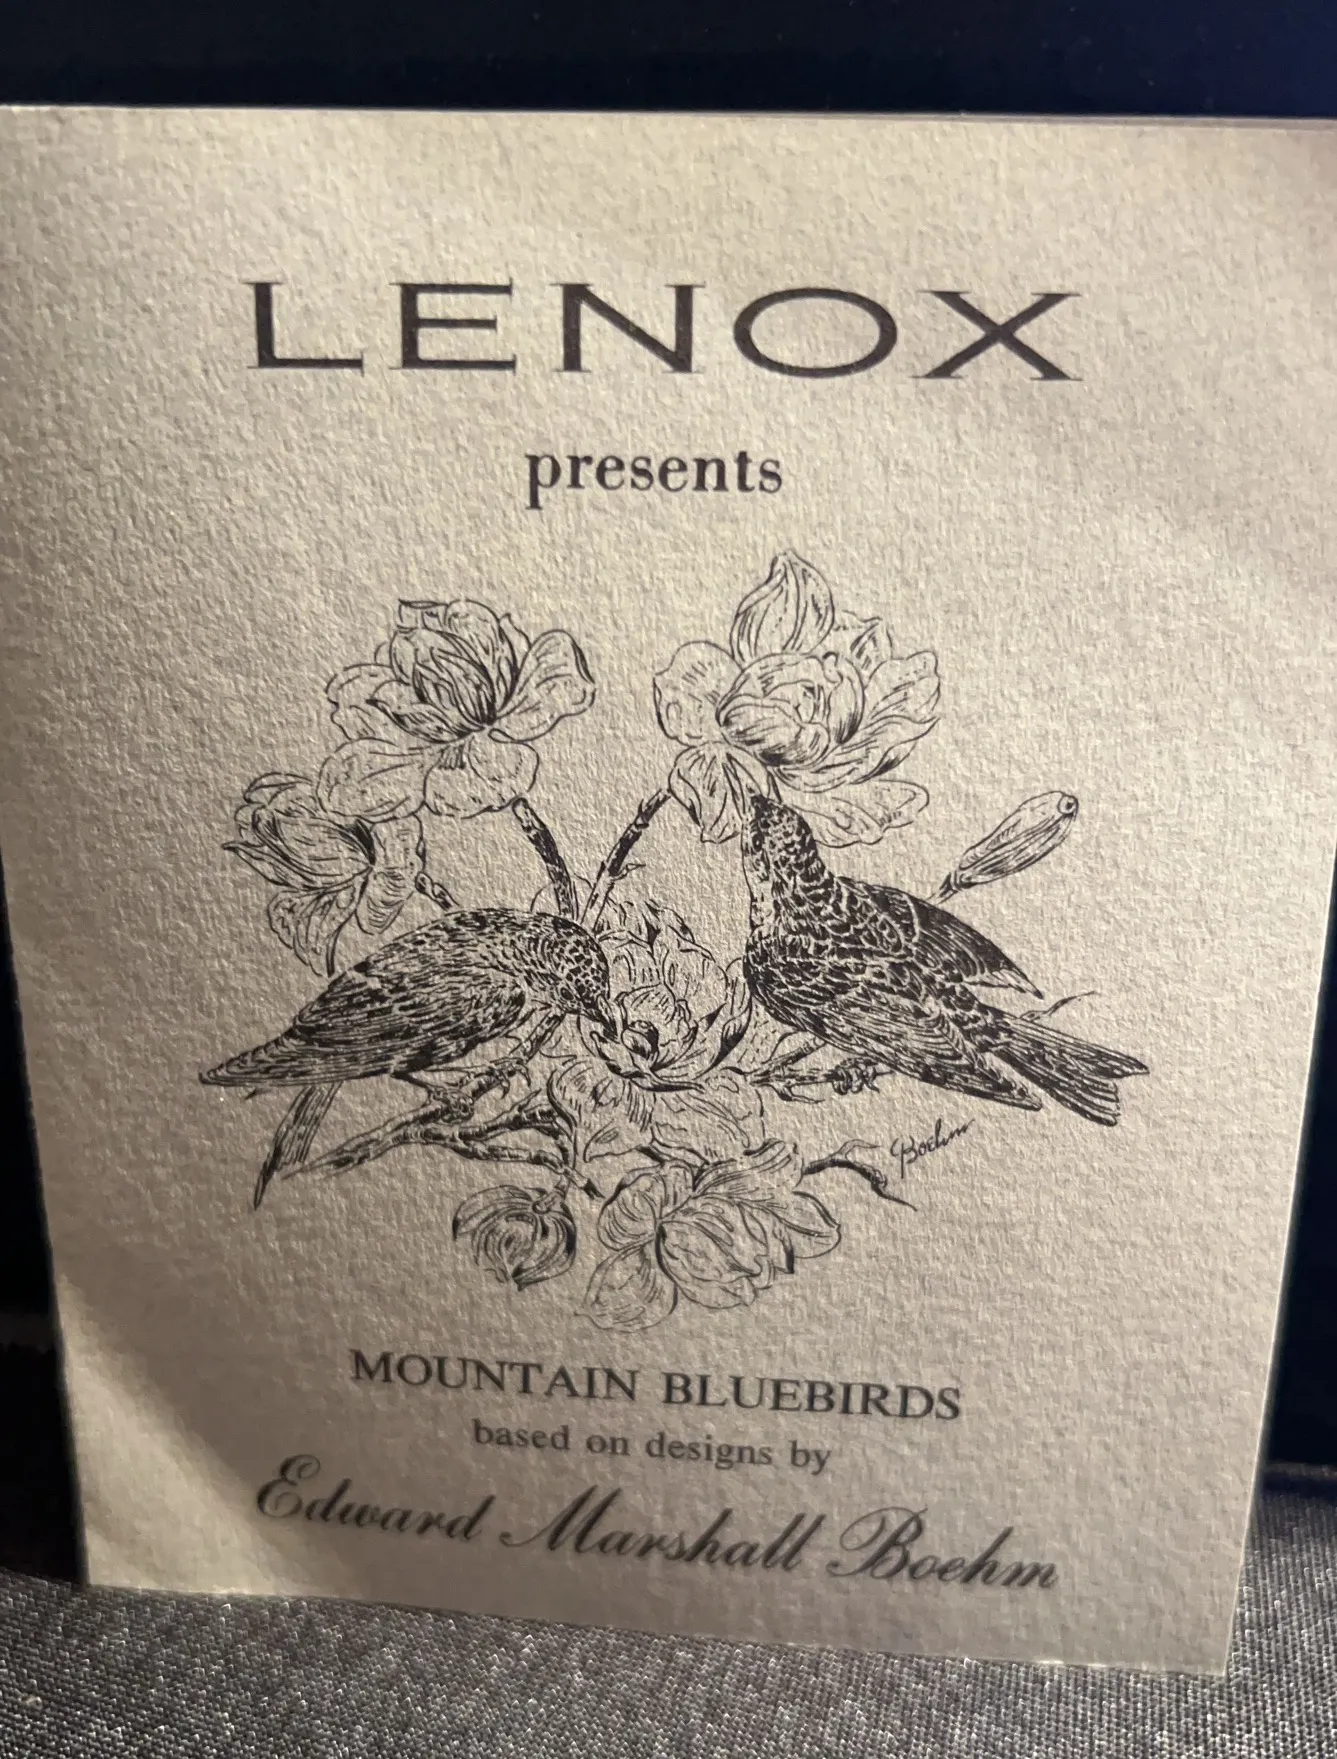 LENOX
presents
Boehm
MOUNTAIN BLUEBIRDS
based on designs by
Edward Marshall Boehm